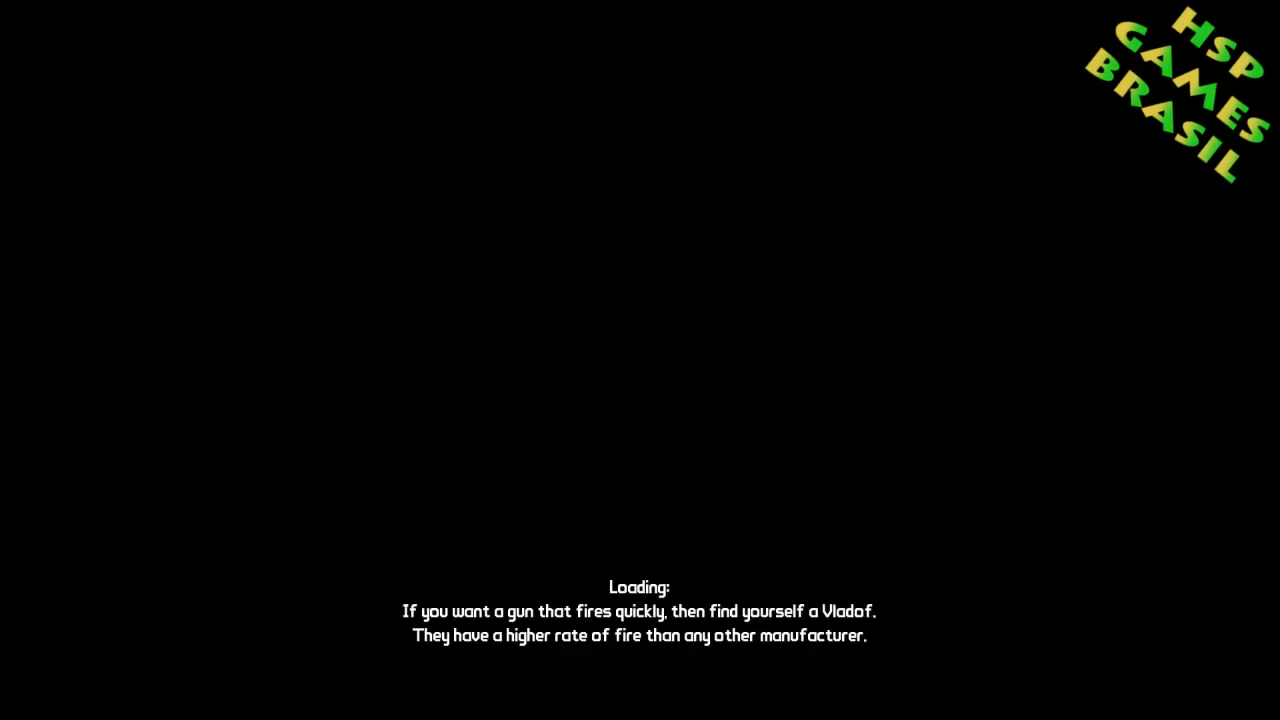 HSP
GAMES
BRASIL
Loading:
If you want a gun that fires quickly, then find yourself a Vladof.
They have a higher rate of fire than any other manufacturer.